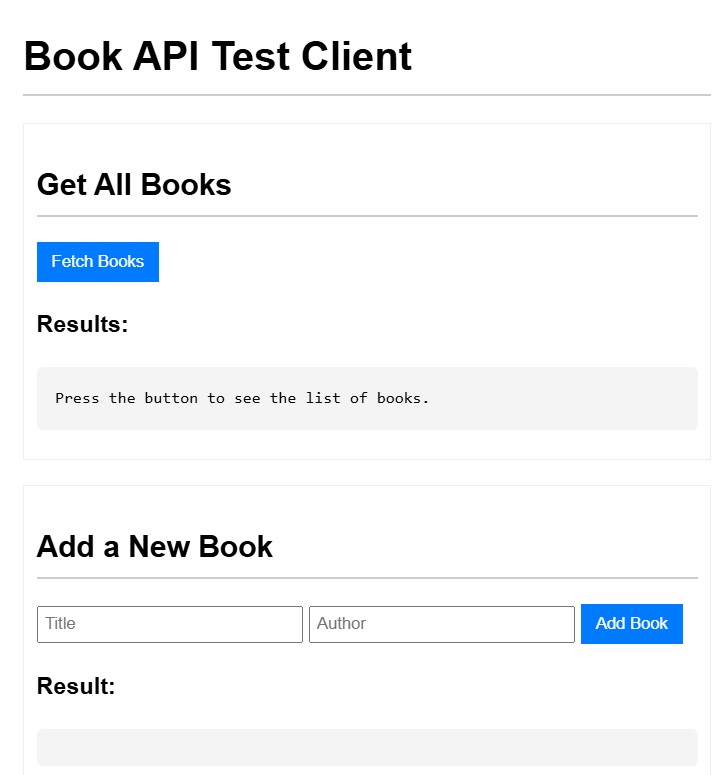 Book API Test Client
Get All Books
Fetch Books
Results:
Press the button to see the list of books.
Add a New Book
Title Author Add Book
Result: